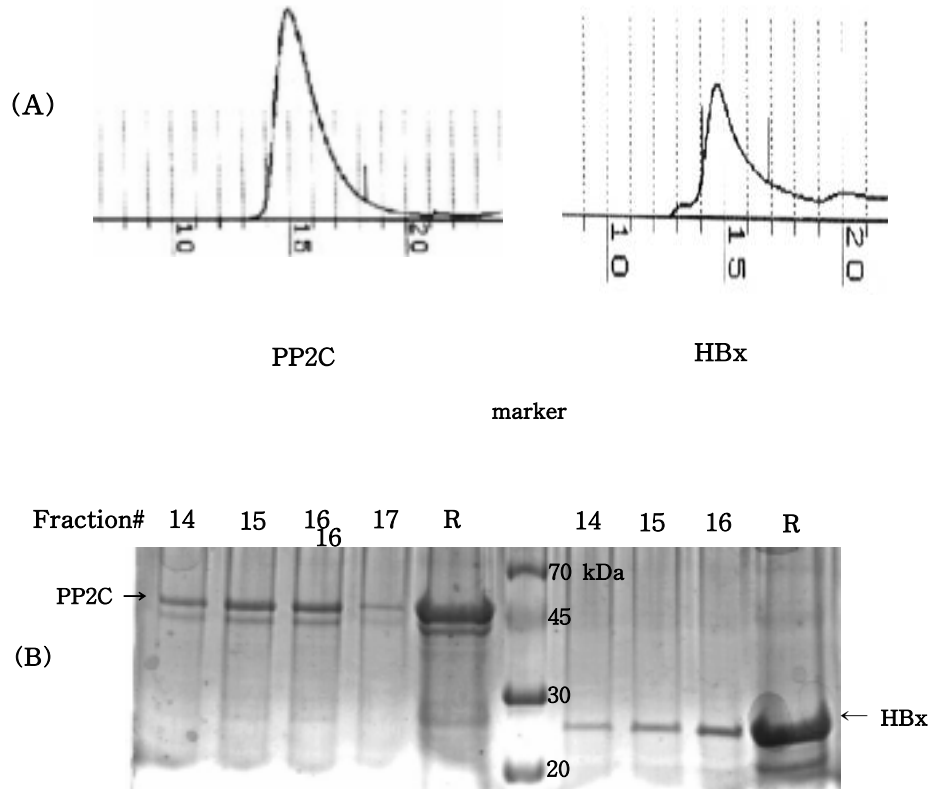 (A)
10 15 20
10 15 20
PP2C HBx
marker
Fraction# 14 15 16 17 R 14 15 16 R
16
70 kDa
PP2C →
45
(B)
30
← HBx
20